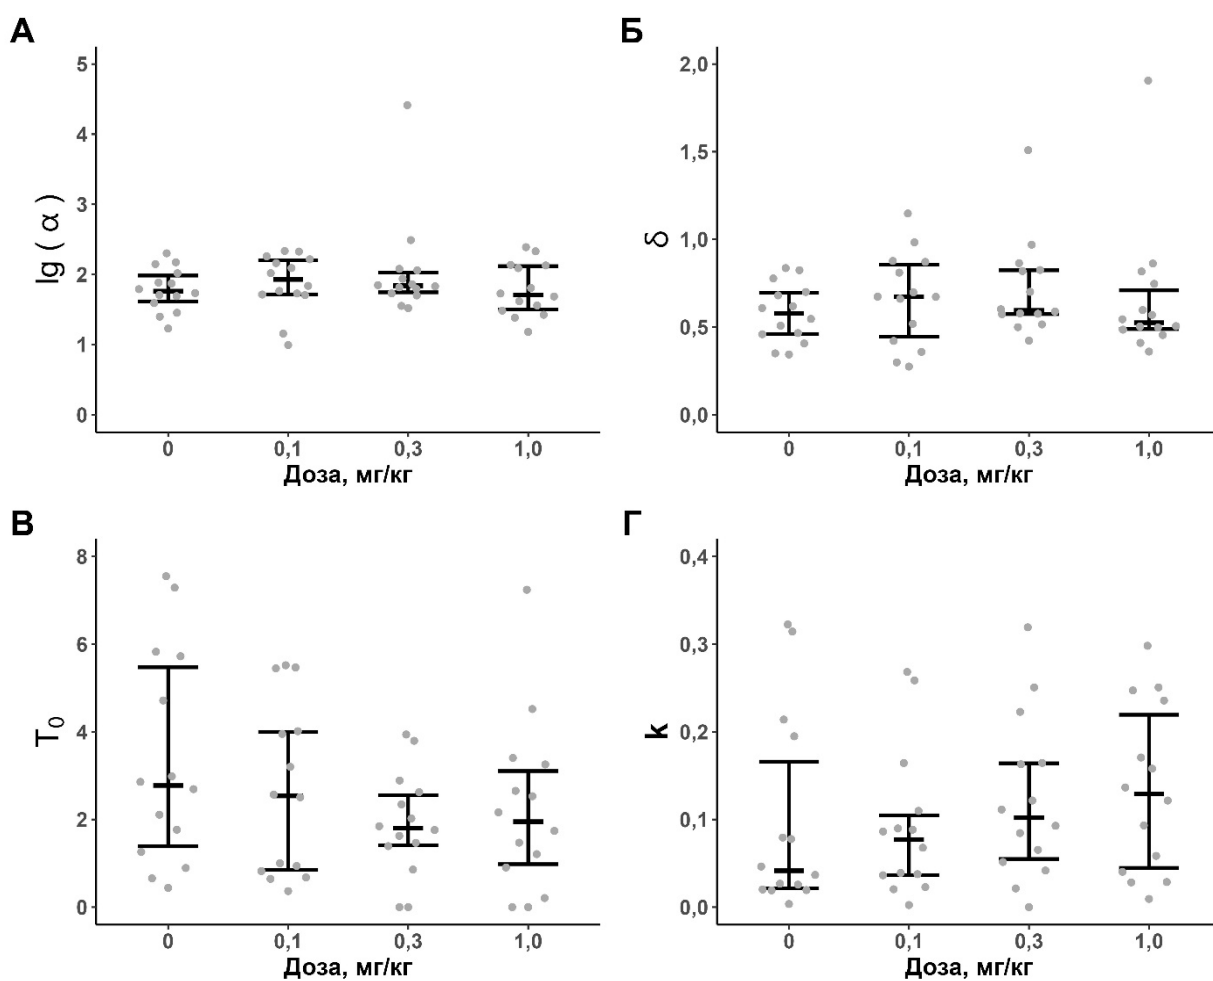 А
lg ( α )
5
4
3
2
1
0
0 0,1 0,3 1,0
Доза, мг/кг
Б
δ
2,0
1,5
1,0
0,5
0,0
0 0,1 0,3 1,0
Доза, мг/кг
В
T₀
8
6
4
2
0
0 0,1 0,3 1,0
Доза, мг/кг
Г
k
0,4
0,3
0,2
0,1
0,0
0 0,1 0,3 1,0
Доза, мг/кг